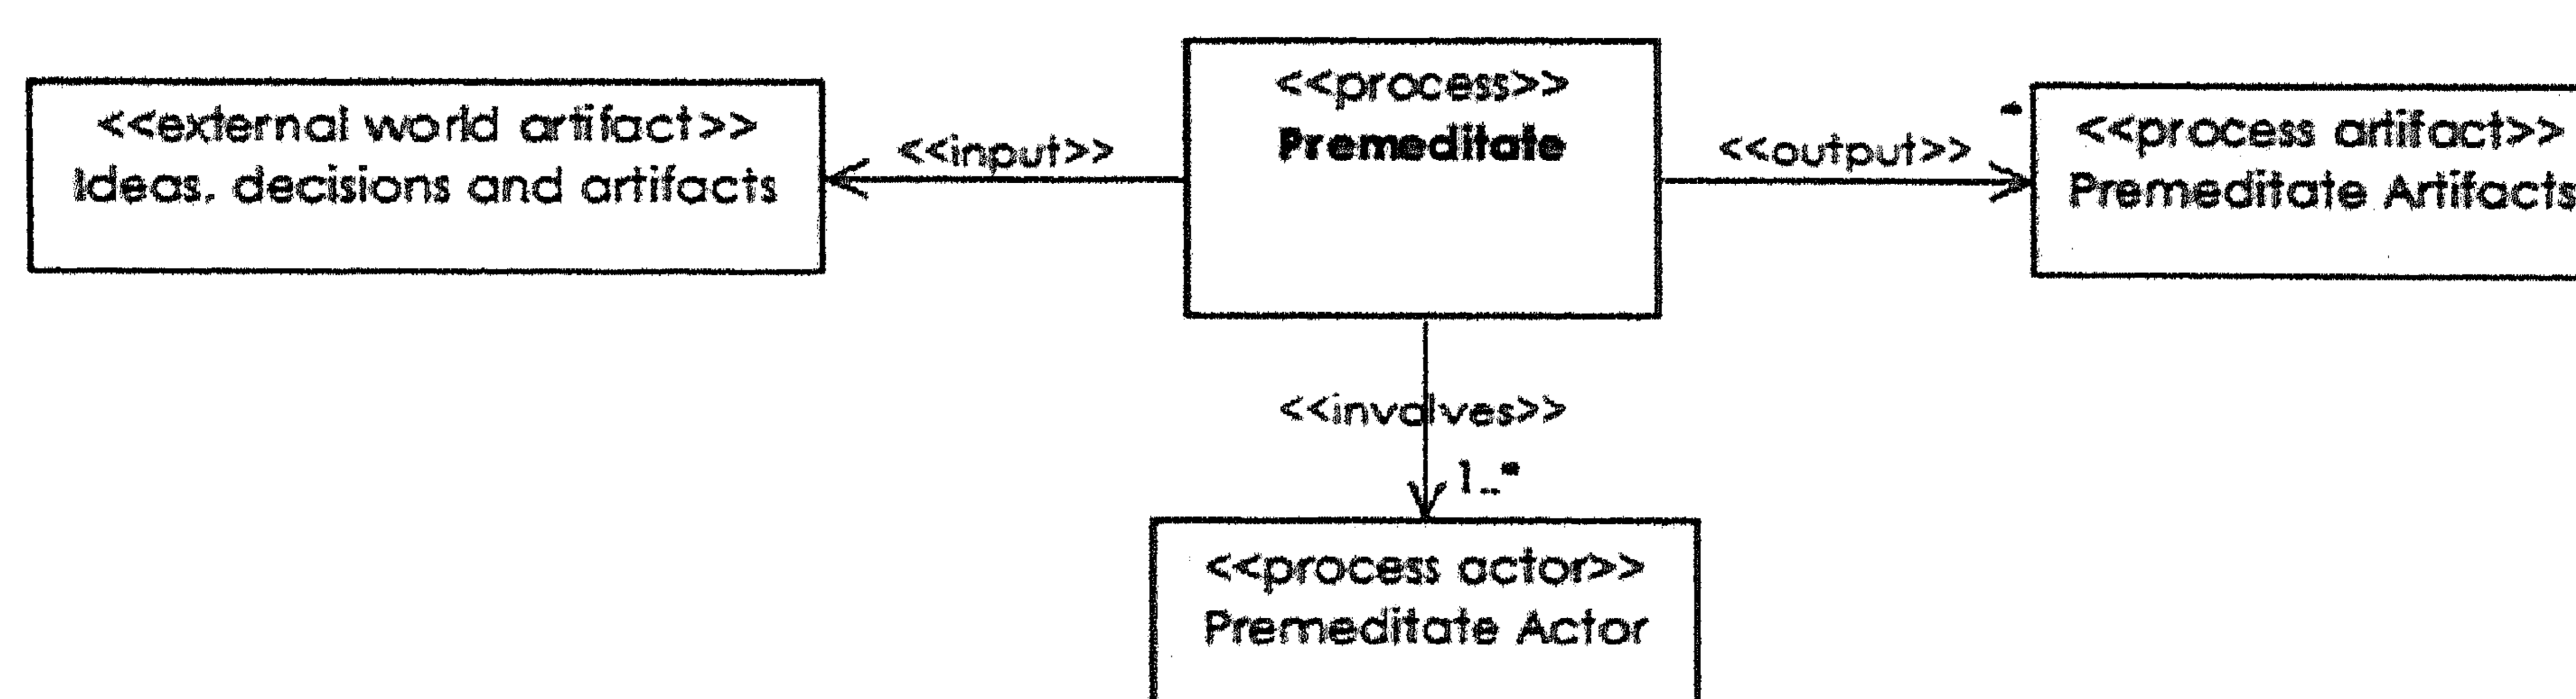 <<external world artifact>>
Ideas, decisions and artifacts
<<input>>
<<process>>
Premeditate
<<output>>
*
<<process artifact>>
Premeditate Artifacts
<<involves>>
1..*
<<process actor>>
Premeditate Actor